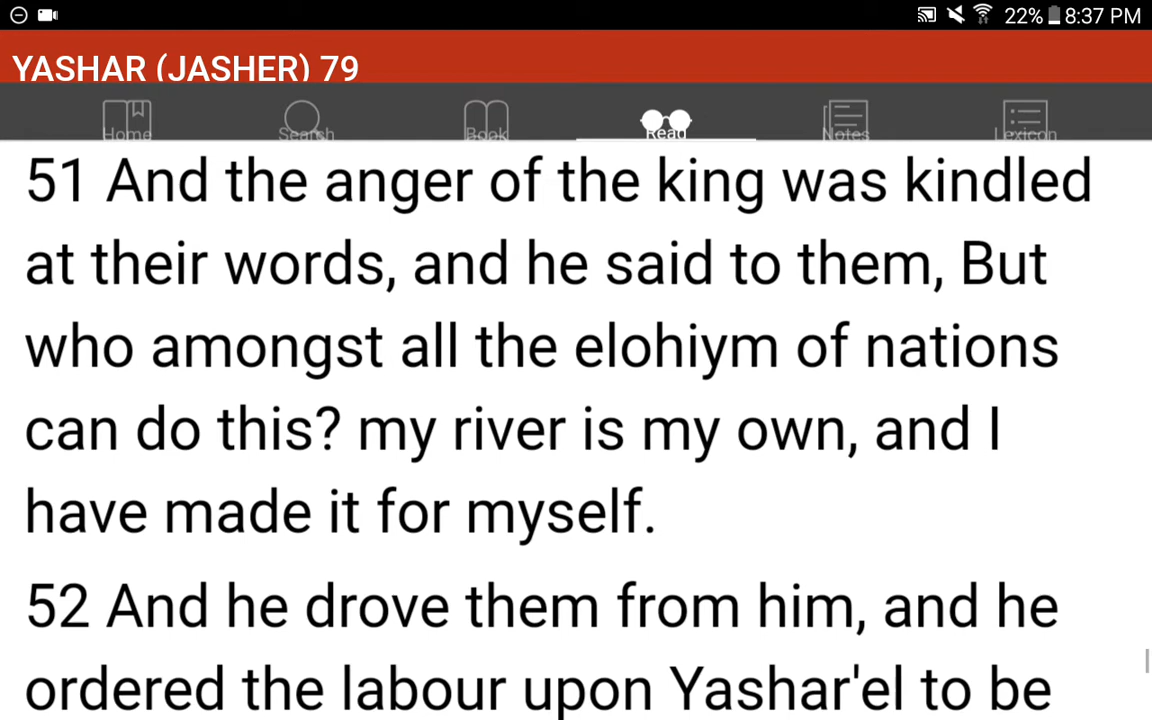 22% 8:37 PM
YASHAR (JASHER) 79
Home Search Book Read Notes Lexicon
51 And the anger of the king was kindled
at their words, and he said to them, But
who amongst all the elohiym of nations
can do this? my river is my own, and I
have made it for myself.
52 And he drove them from him, and he
ordered the labour upon Yashar'el to be